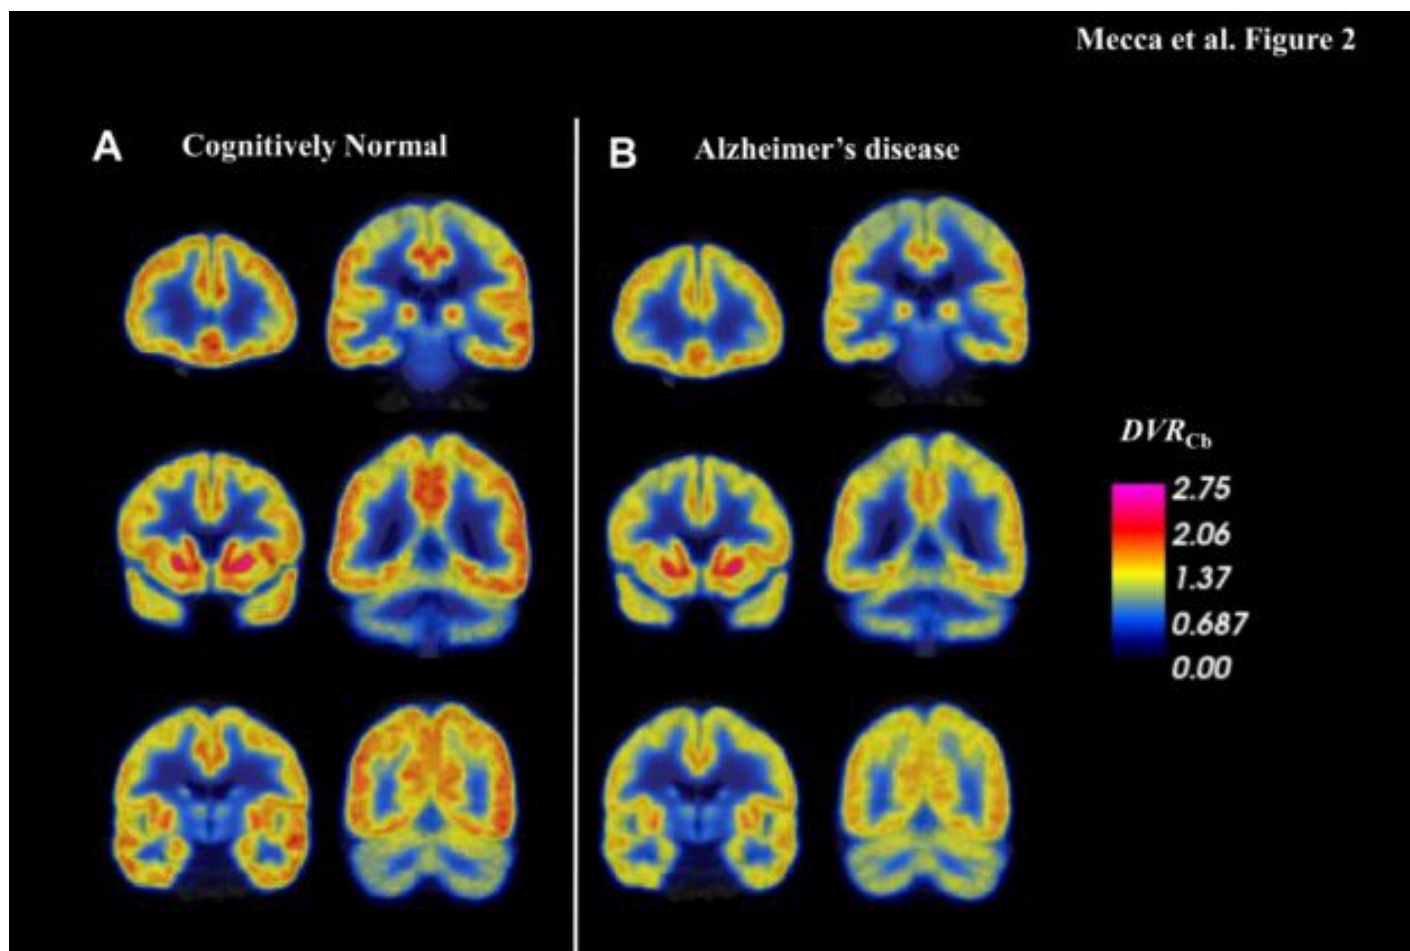 Mecca et al. Figure 2
A Cognitively Normal
B Alzheimer’s disease
DVRCb
2.75
2.06
1.37
0.687
0.00